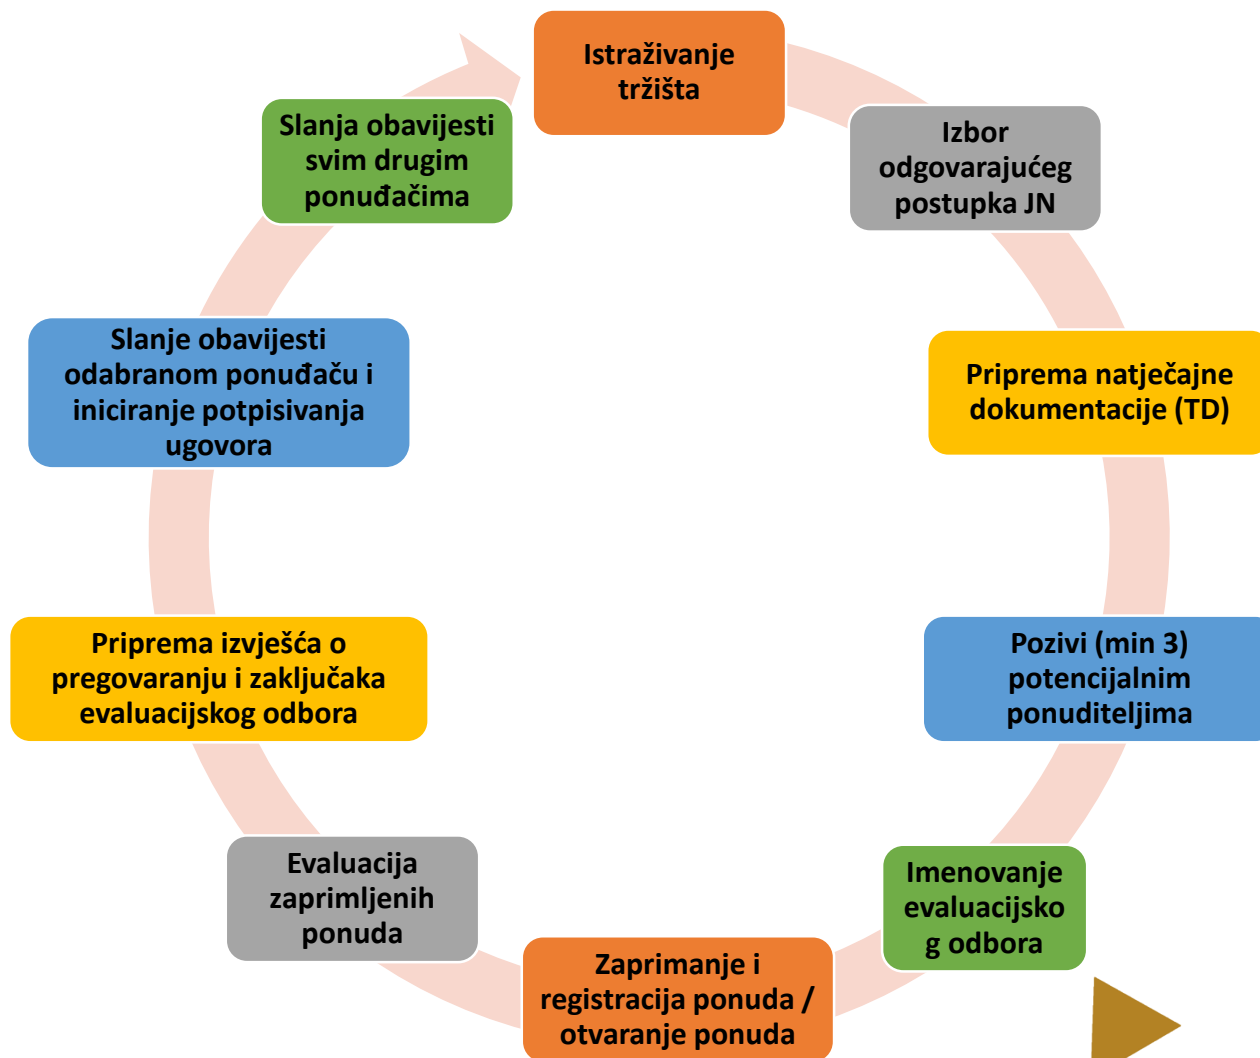 Istraživanje
tržišta
Izbor
odgovarajućeg
postupka JN
Priprema natječajne
dokumentacije (TD)
Pozivi (min 3)
potencijalnim
ponuditeljima
Imenovanje
evaluacijsko
g odbora
Zaprimanje i
registracija ponuda /
otvaranje ponuda
Evaluacija
zaprimljenih
ponuda
Priprema izvješća o
pregovaranju i zaključaka
evaluacijskog odbora
Slanje obavijesti
odabranom ponuđaču i
iniciranje potpisivanja
ugovora
Slanja obavijesti
svim drugim
ponuđačima